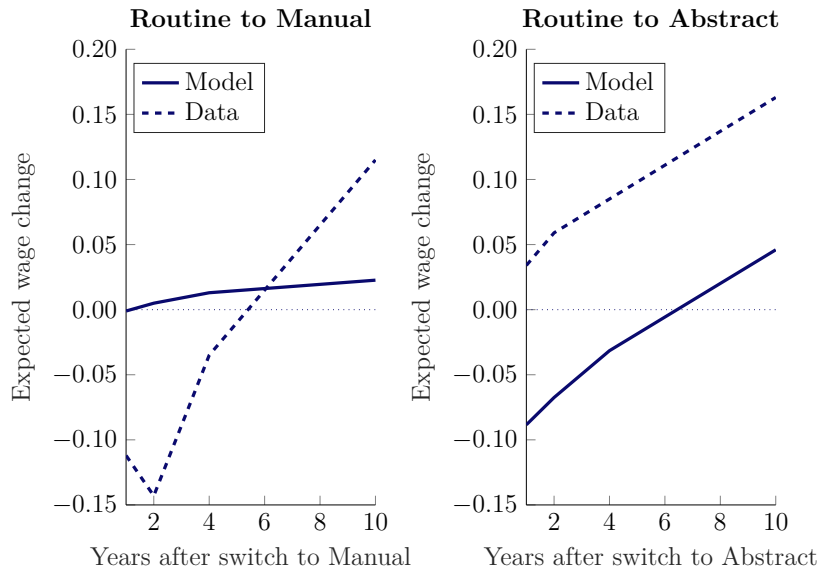 Routine to Manual
0.20
0.15
0.10
0.05
0.00
−0.05
−0.10
−0.15
Expected wage change
Model
Data
2 4 6 8 10
Years after switch to Manual
Routine to Abstract
0.20
0.15
0.10
0.05
0.00
−0.05
−0.10
−0.15
Expected wage change
Model
Data
2 4 6 8 10
Years after switch to Abstract